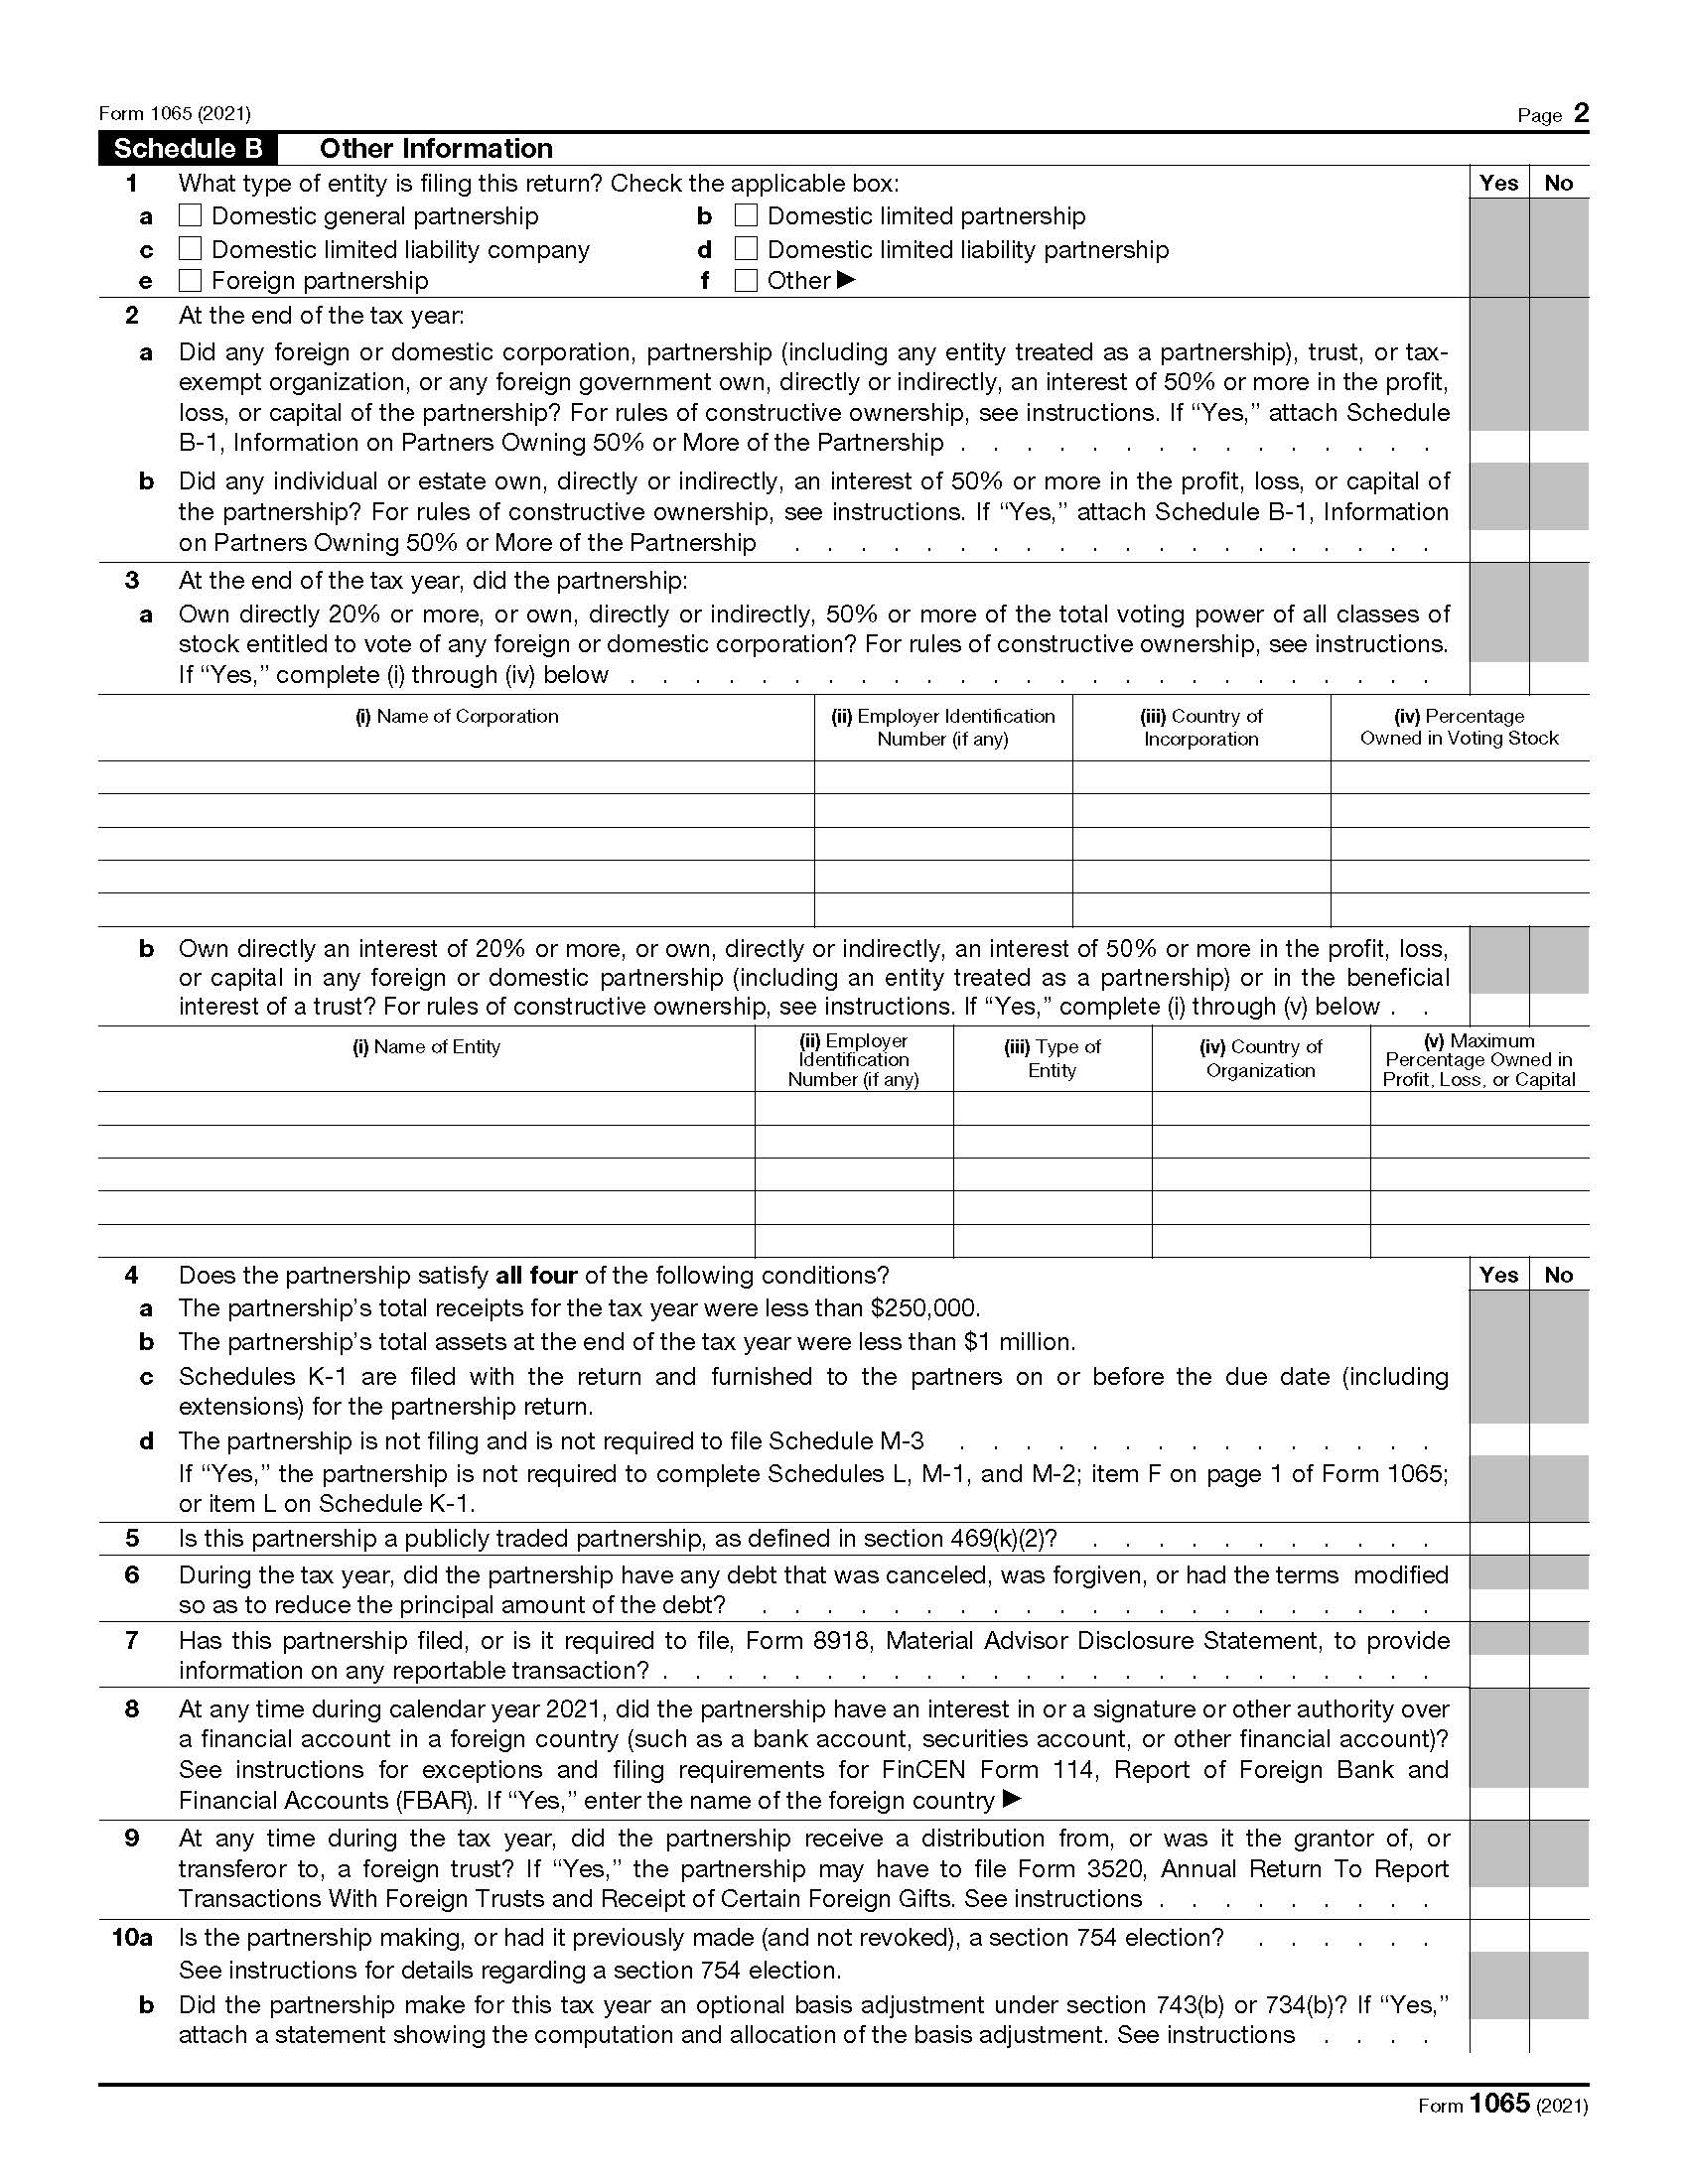 Form 1065 (2021)
Page 2
Schedule B Other Information
1 What type of entity is filing this return? Check the applicable box: Yes No
a Domestic general partnership b Domestic limited partnership
c Domestic limited liability company d Domestic limited liability partnership
e Foreign partnership f Other ▶
2 At the end of the tax year:
a Did any foreign or domestic corporation, partnership (including any entity treated as a partnership), trust, or tax-
exempt organization, or any foreign government own, directly or indirectly, an interest of 50% or more in the profit,
loss, or capital of the partnership? For rules of constructive ownership, see instructions. If “Yes,” attach Schedule
B-1, Information on Partners Owning 50% or More of the Partnership . . . . . . . . . . . . . . .
b Did any individual or estate own, directly or indirectly, an interest of 50% or more in the profit, loss, or capital of
the partnership? For rules of constructive ownership, see instructions. If “Yes,” attach Schedule B-1, Information
on Partners Owning 50% or More of the Partnership . . . . . . . . . . . . . . . . . . . .
3 At the end of the tax year, did the partnership:
a Own directly 20% or more, or own, directly or indirectly, 50% or more of the total voting power of all classes of
stock entitled to vote of any foreign or domestic corporation? For rules of constructive ownership, see instructions.
If “Yes,” complete (i) through (iv) below . . . . . . . . . . . . . . . . . . . . . . . . .
(i) Name of Corporation
(ii) Employer Identification
Number (if any)
(iii) Country of
Incorporation
(iv) Percentage
Owned in Voting Stock
b Own directly an interest of 20% or more, or own, directly or indirectly, an interest of 50% or more in the profit, loss,
or capital in any foreign or domestic partnership (including an entity treated as a partnership) or in the beneficial
interest of a trust? For rules of constructive ownership, see instructions. If “Yes,” complete (i) through (v) below . .
(i) Name of Entity
(ii) Employer
Identification
Number (if any)
(iii) Type of
Entity
(iv) Country of
Organization
(v) Maximum
Percentage Owned in
Profit, Loss, or Capital
4 Does the partnership satisfy all four of the following conditions? Yes No
a The partnership’s total receipts for the tax year were less than $250,000.
b The partnership’s total assets at the end of the tax year were less than $1 million.
c Schedules K-1 are filed with the return and furnished to the partners on or before the due date (including
extensions) for the partnership return.
d The partnership is not filing and is not required to file Schedule M-3 . . . . . . . . . . . . . . .
If “Yes,” the partnership is not required to complete Schedules L, M-1, and M-2; item F on page 1 of Form 1065;
or item L on Schedule K-1.
5 Is this partnership a publicly traded partnership, as defined in section 469(k)(2)? . . . . . . . . . . .
6 During the tax year, did the partnership have any debt that was canceled, was forgiven, or had the terms modified
so as to reduce the principal amount of the debt? . . . . . . . . . . . . . . . . . . . . .
7 Has this partnership filed, or is it required to file, Form 8918, Material Advisor Disclosure Statement, to provide
information on any reportable transaction? . . . . . . . . . . . . . . . . . . . . . . . .
8 At any time during calendar year 2021, did the partnership have an interest in or a signature or other authority over
a financial account in a foreign country (such as a bank account, securities account, or other financial account)?
See instructions for exceptions and filing requirements for FinCEN Form 114, Report of Foreign Bank and
Financial Accounts (FBAR). If “Yes,” enter the name of the foreign country ▶
9 At any time during the tax year, did the partnership receive a distribution from, or was it the grantor of, or
transferor to, a foreign trust? If “Yes,” the partnership may have to file Form 3520, Annual Return To Report
Transactions With Foreign Trusts and Receipt of Certain Foreign Gifts. See instructions . . . . . . . . .
10a Is the partnership making, or had it previously made (and not revoked), a section 754 election? . . . . . .
See instructions for details regarding a section 754 election.
b Did the partnership make for this tax year an optional basis adjustment under section 743(b) or 734(b)? If “Yes,”
attach a statement showing the computation and allocation of the basis adjustment. See instructions . . . .
Form 1065 (2021)